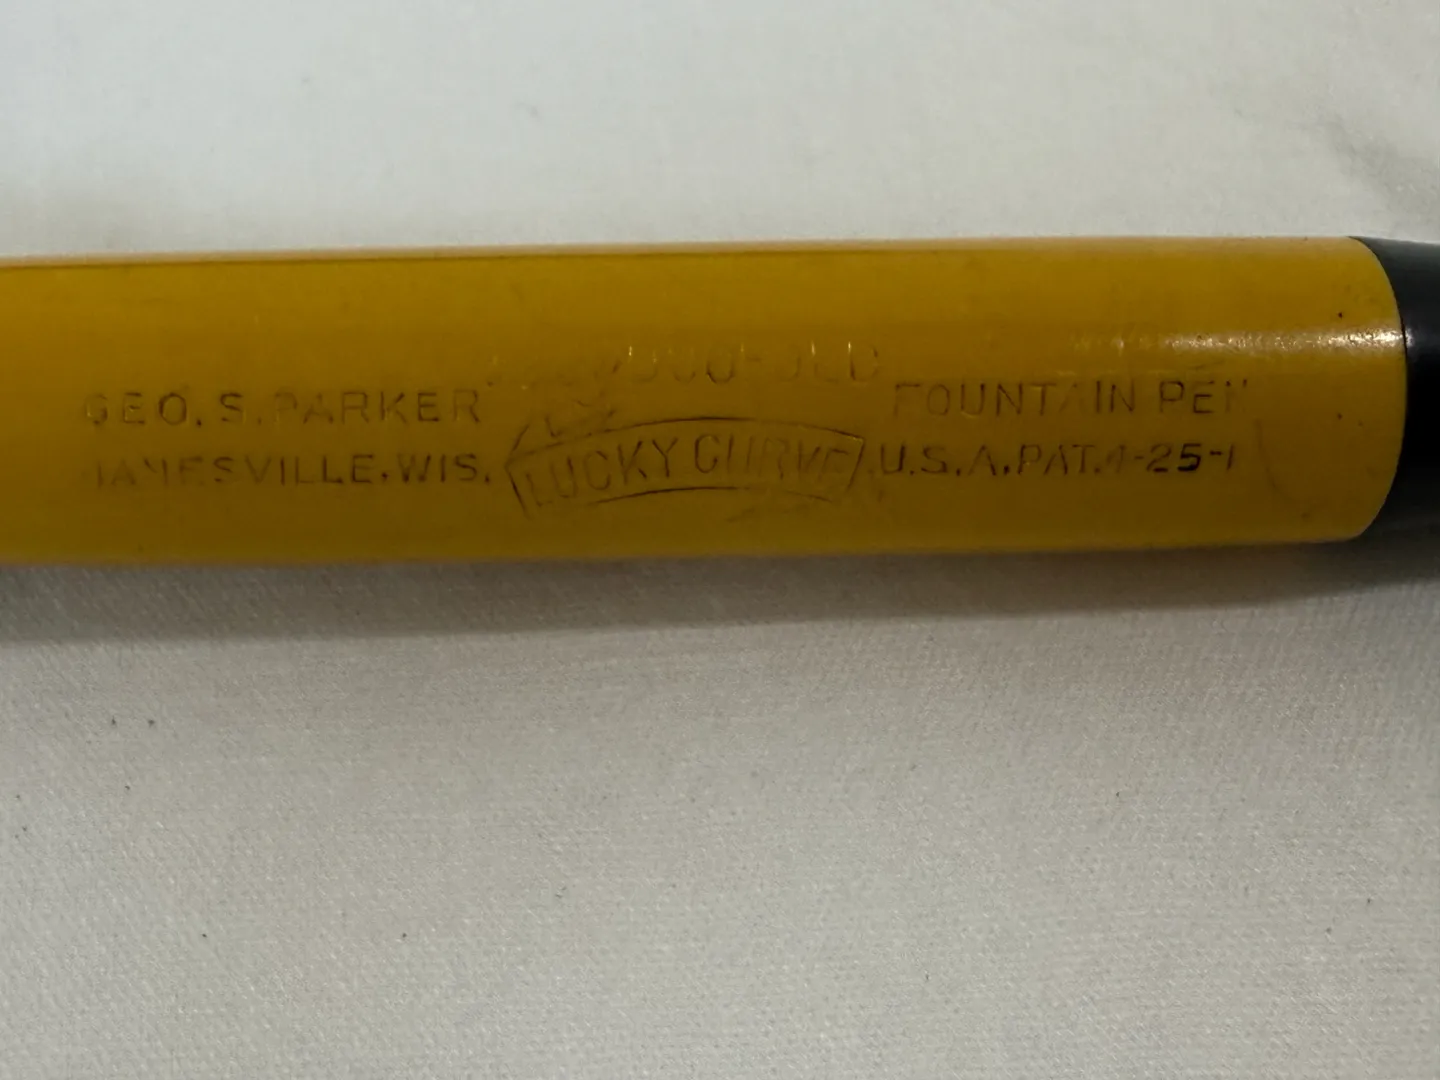 GEO. S. PARKER
JANESVILLE, WIS.
LUCKY CURVE
FOUNTAIN PEN
U.S.A. PAT. 4-25-1